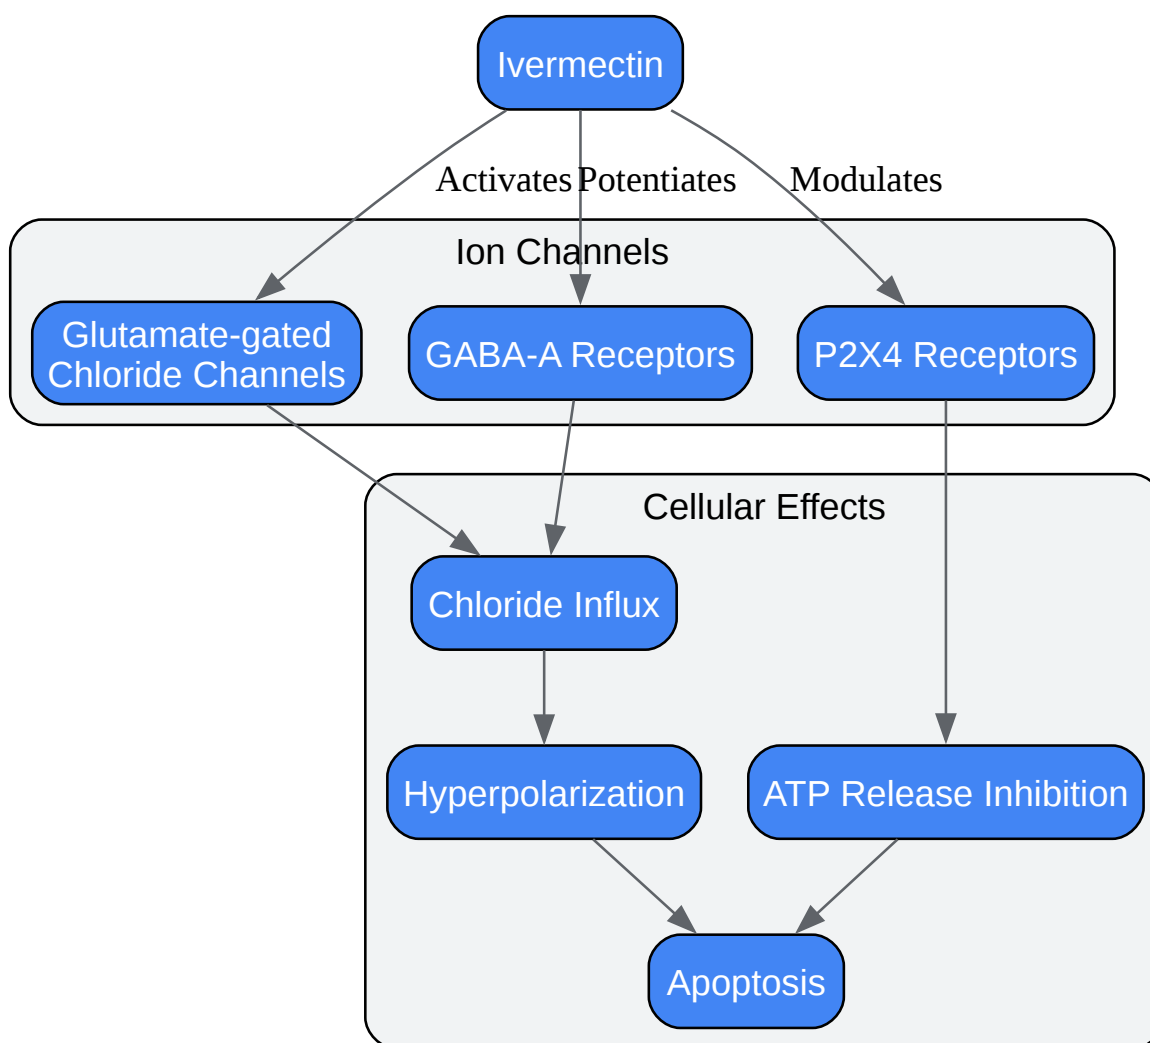 Ivermectin
Activates
Potentiates
Modulates
Ion Channels
Glutamate-gated
Chloride Channels
GABA-A Receptors
P2X4 Receptors
Cellular Effects
Chloride Influx
Hyperpolarization
ATP Release Inhibition
Apoptosis